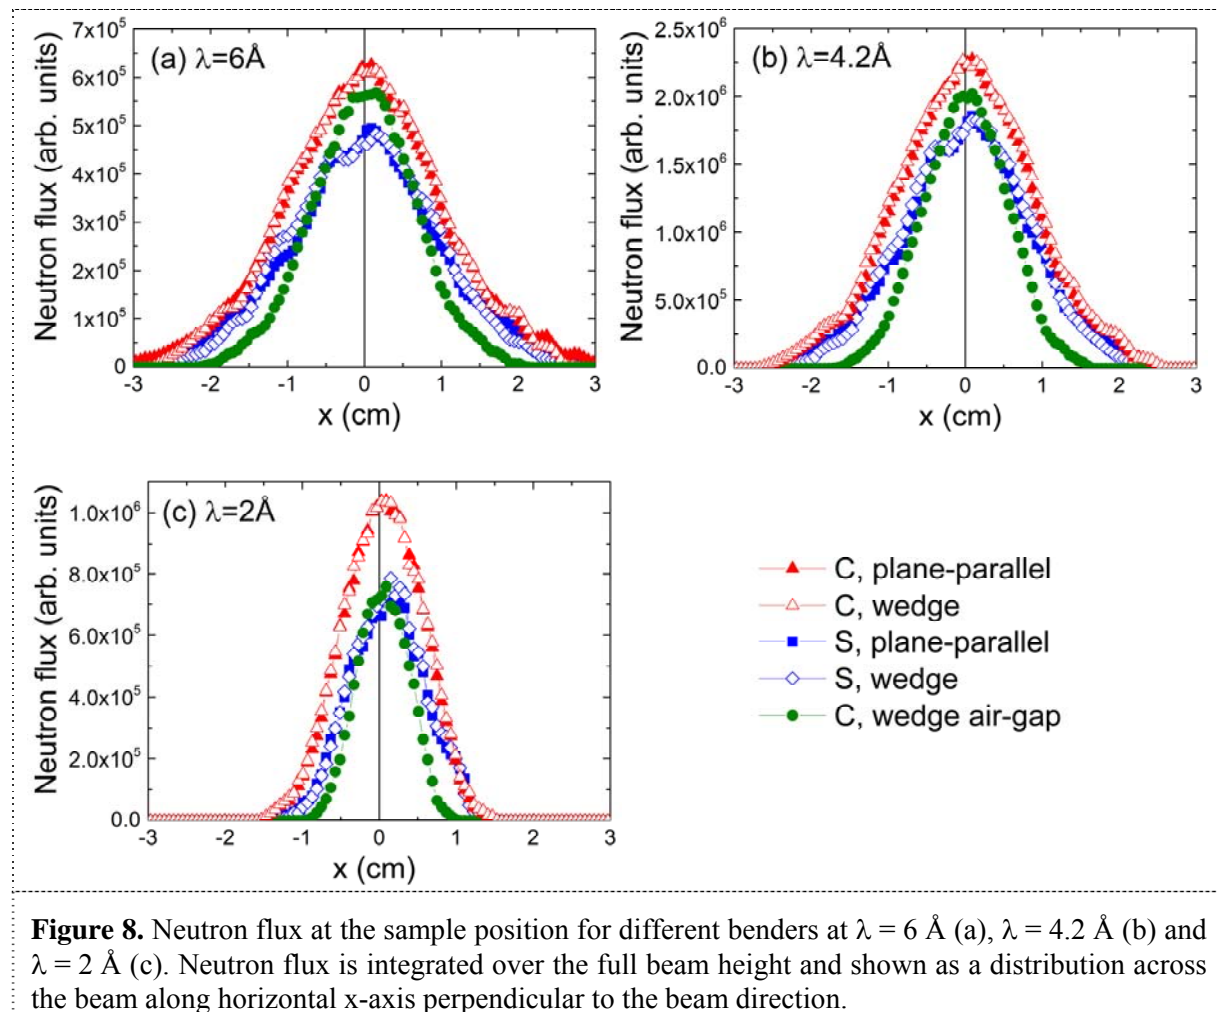 (a) λ=6Å
Neutron flux (arb. units)
7x10⁵
6x10⁵
5x10⁵
4x10⁵
3x10⁵
2x10⁵
1x10⁵
0
-3 -2 -1 0 1 2 3
x (cm)
(b) λ=4.2Å
Neutron flux (arb. units)
2.5x10⁶
2.0x10⁶
1.5x10⁶
1.0x10⁶
5.0x10⁵
0.0
-3 -2 -1 0 1 2 3
x (cm)
(c) λ=2Å
Neutron flux (arb. units)
1.0x10⁶
8.0x10⁵
6.0x10⁵
4.0x10⁵
2.0x10⁵
0.0
-3 -2 -1 0 1 2 3
x (cm)
C, plane-parallel
C, wedge
S, plane-parallel
S, wedge
C, wedge air-gap
Figure 8. Neutron flux at the sample position for different benders at λ = 6 Å (a), λ = 4.2 Å (b) and
λ = 2 Å (c). Neutron flux is integrated over the full beam height and shown as a distribution across
the beam along horizontal x-axis perpendicular to the beam direction.